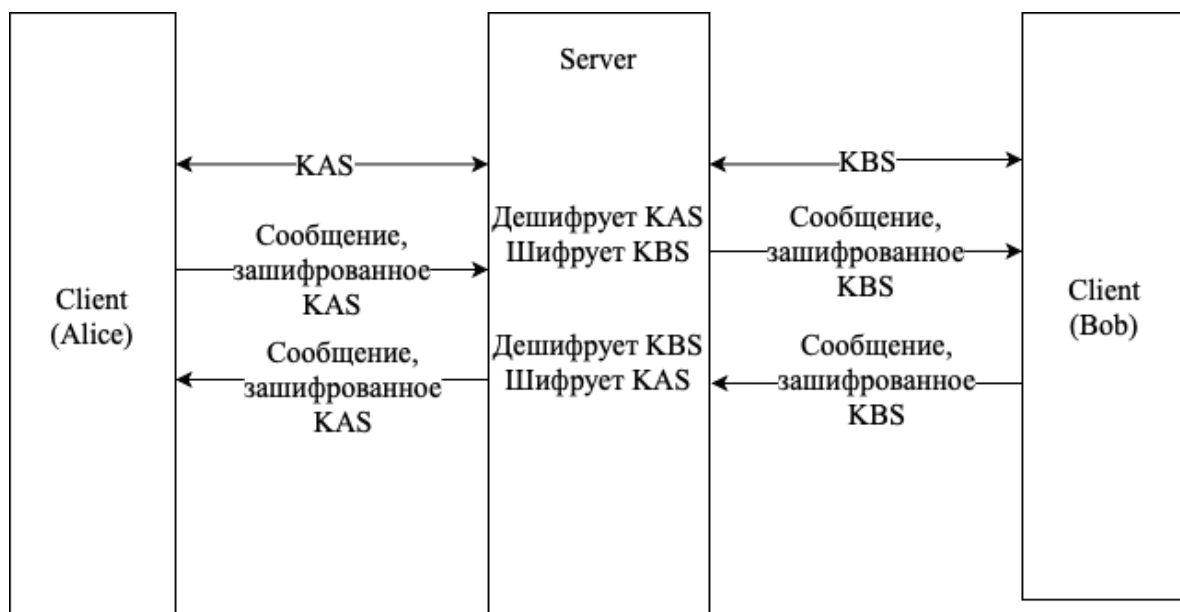 Server
KAS
KBS
Сообщение,
зашифрованное
KAS
Дешифрует KAS
Шифрует KBS
Сообщение,
зашифрованное
KBS
Client
(Alice)
Client
(Bob)
Сообщение,
зашифрованное
KAS
Дешифрует KBS
Шифрует KAS
Сообщение,
зашифрованное
KBS